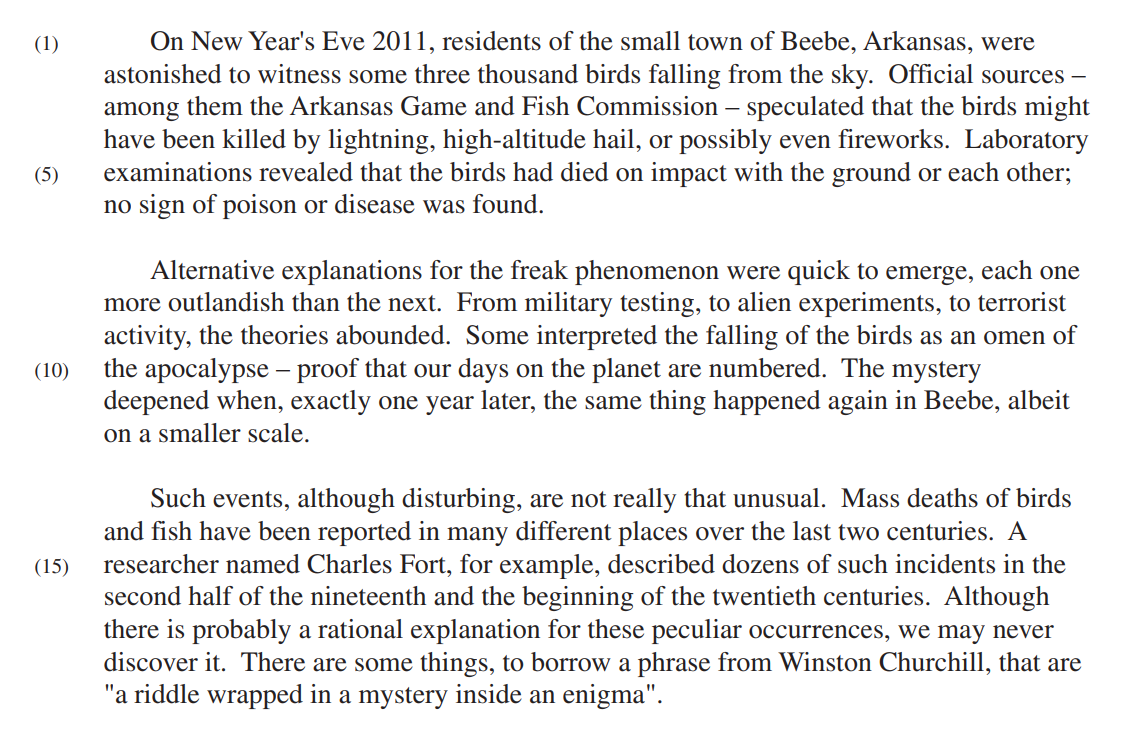 (1) On New Year's Eve 2011, residents of the small town of Beebe, Arkansas, were
astonished to witness some three thousand birds falling from the sky. Official sources –
among them the Arkansas Game and Fish Commission – speculated that the birds might
have been killed by lightning, high-altitude hail, or possibly even fireworks. Laboratory
(5) examinations revealed that the birds had died on impact with the ground or each other;
no sign of poison or disease was found.
Alternative explanations for the freak phenomenon were quick to emerge, each one
more outlandish than the next. From military testing, to alien experiments, to terrorist
activity, the theories abounded. Some interpreted the falling of the birds as an omen of
(10) the apocalypse – proof that our days on the planet are numbered. The mystery
deepened when, exactly one year later, the same thing happened again in Beebe, albeit
on a smaller scale.
Such events, although disturbing, are not really that unusual. Mass deaths of birds
and fish have been reported in many different places over the last two centuries. A
(15) researcher named Charles Fort, for example, described dozens of such incidents in the
second half of the nineteenth and the beginning of the twentieth centuries. Although
there is probably a rational explanation for these peculiar occurrences, we may never
discover it. There are some things, to borrow a phrase from Winston Churchill, that are
"a riddle wrapped in a mystery inside an enigma".